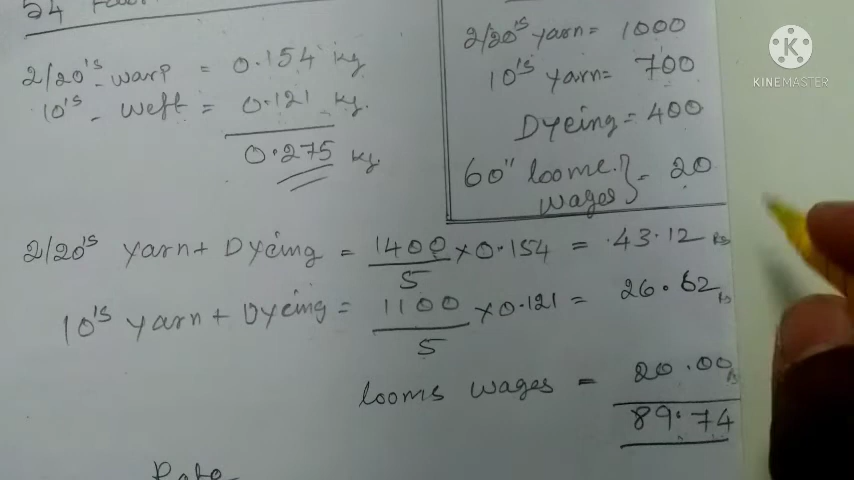 2/20'S - warp = 0.154 kg
10'S - weft = 0.121 kg.
0.275 kg
2/20'S yarn = 1000
10'S yarn = 700
Dyeing = 400
60" loome. wages } = 20
K
KINEMASTER
2/20'S yarn + Dyeing = 1400/5 × 0.154 = 43.12 Rs
10'S yarn + Dyeing = 1100/5 × 0.121 = 26.62 Rs
looms wages = 20.00 Rs
89.74
Rate